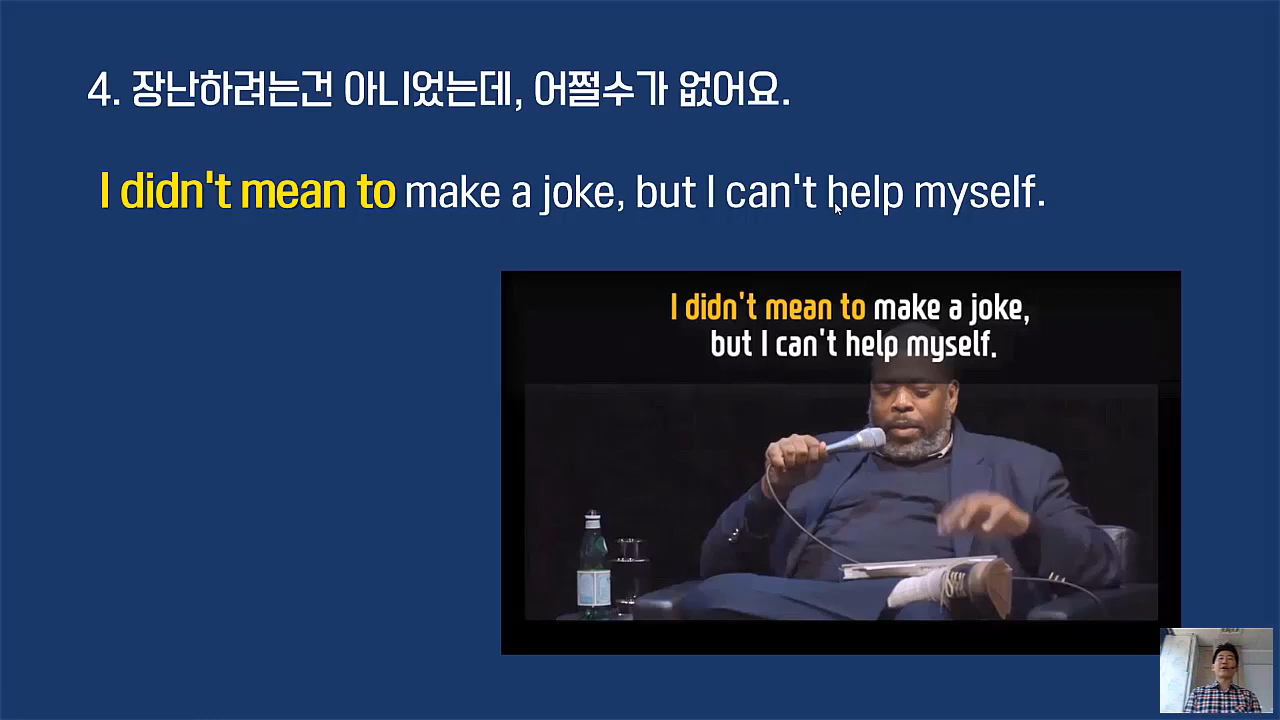 4. 장난하려는건 아니었는데, 어쩔수가 없어요.
I didn't mean to make a joke, but I can't help myself.
I didn't mean to make a joke,
but I can't help myself.